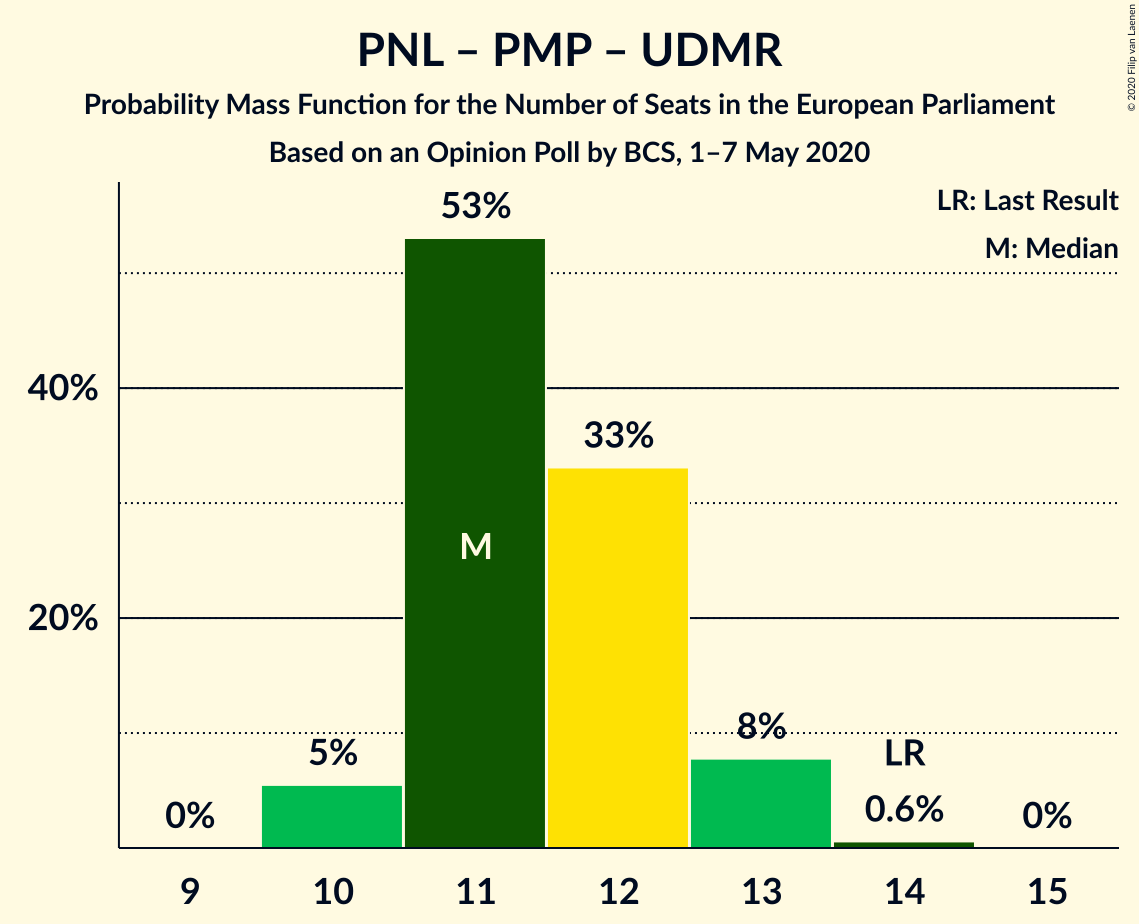 PNL – PMP – UDMR
Probability Mass Function for the Number of Seats in the European Parliament
Based on an Opinion Poll by BCS, 1–7 May 2020
© 2020 Filip van Laenen
LR: Last Result
M: Median
53%
40%
33%
M
20%
8%
5%
LR
0%
0.6%
0%
9 10 11 12 13 14 15